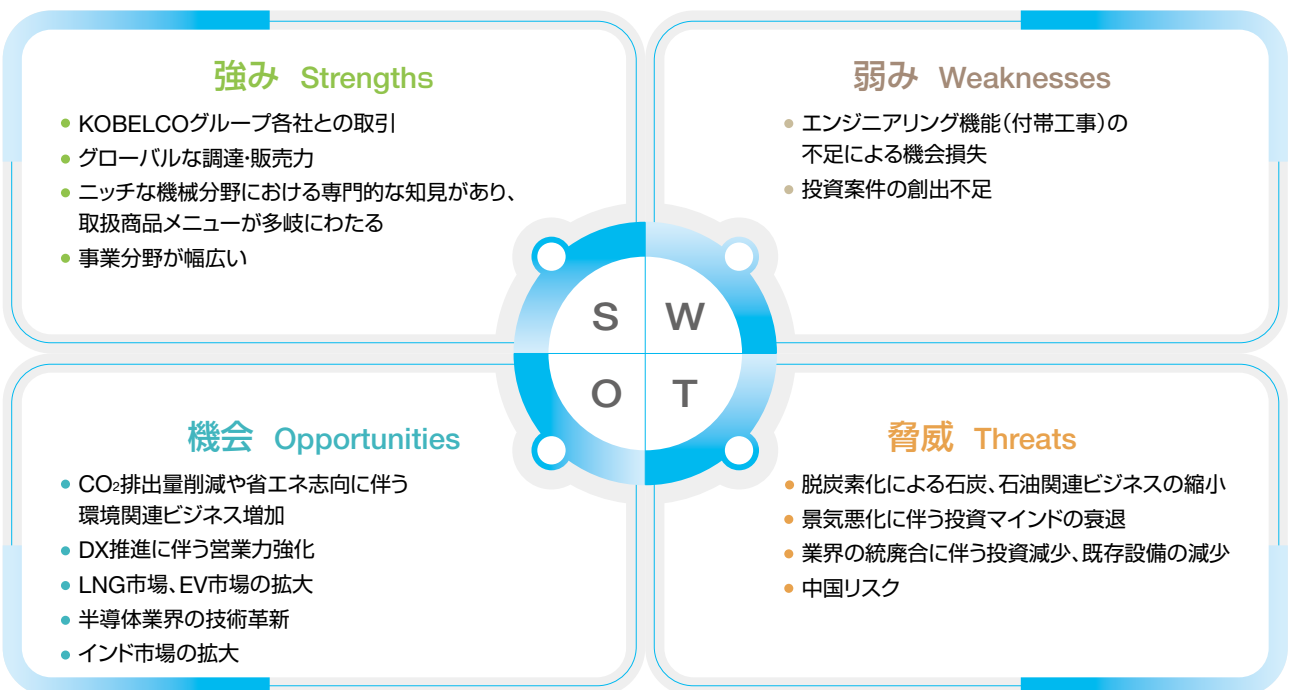 強み Strengths
• KOBELCOグループ各社との取引
• グローバルな調達・販売力
• ニッチな機械分野における専門的な知見があり、
取扱商品メニューが多岐にわたる
• 事業分野が幅広い
弱み Weaknesses
• エンジニアリング機能（付帯工事）の
不足による機会損失
• 投資案件の創出不足
S W
O T
機会 Opportunities
• CO₂排出量削減や省エネ志向に伴う
環境関連ビジネス増加
• DX推進に伴う営業力強化
• LNG市場、EV市場の拡大
• 半導体業界の技術革新
• インド市場の拡大
脅威 Threats
• 脱炭素化による石炭、石油関連ビジネスの縮小
• 景気悪化に伴う投資マインドの衰退
• 業界の統廃合に伴う投資減少、既存設備の減少
• 中国リスク